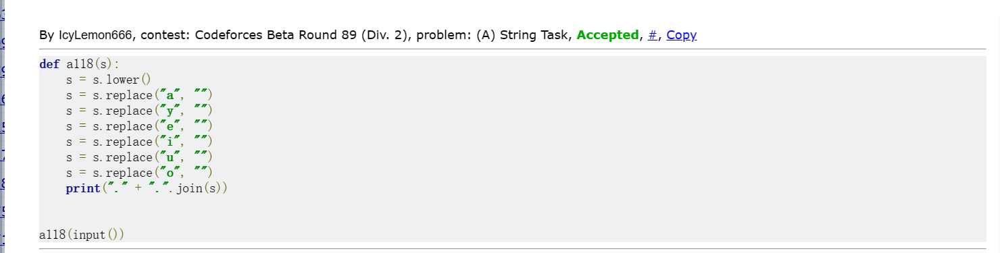 By IcyLemon666, contest: Codeforces Beta Round 89 (Div. 2), problem: (A) String Task, Accepted, #, Copy
def a118(s):
    s = s.lower()
    s = s.replace("a", "")
    s = s.replace("y", "")
    s = s.replace("e", "")
    s = s.replace("i", "")
    s = s.replace("u", "")
    s = s.replace("o", "")
    print("." + ".".join(s))
a118(input())